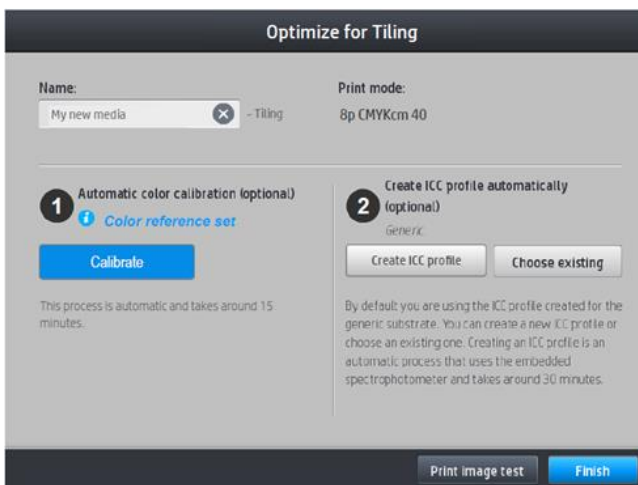 Optimize for Tiling
Name:
My new media
- Tiling
Print mode:
8p CMYKcm 40
1
Automatic color calibration (optional)
i Color reference set
Calibrate
This process is automatic and takes around 15
minutes.
2
Create ICC profile automatically
(optional)
Generic
Create ICC profile
Choose existing
By default you are using the ICC profile created for the
generic substrate. You can create a new ICC profile or
choose an existing one. Creating an ICC profile is an
automatic process that uses the embedded
spectrophotometer and takes around 30 minutes.
Print image test
Finish